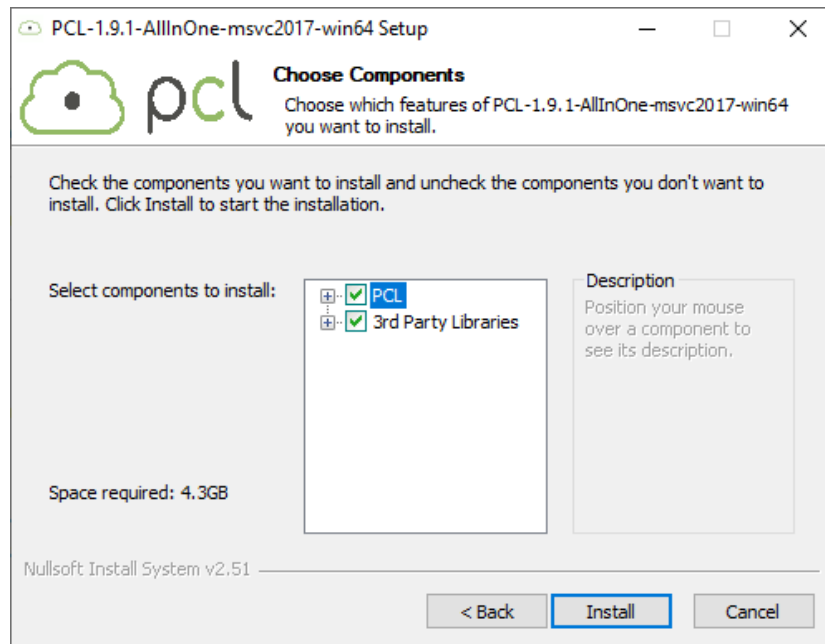 PCL-1.9.1-AllInOne-msvc2017-win64 Setup
pcl
Choose Components
Choose which features of PCL-1.9.1-AllInOne-msvc2017-win64
you want to install.
Check the components you want to install and uncheck the components you don't want to
install. Click Install to start the installation.
Select components to install:
PCL
3rd Party Libraries
Description
Position your mouse
over a component to
see its description.
Space required: 4.3GB
Nullsoft Install System v2.51
< Back
Install
Cancel